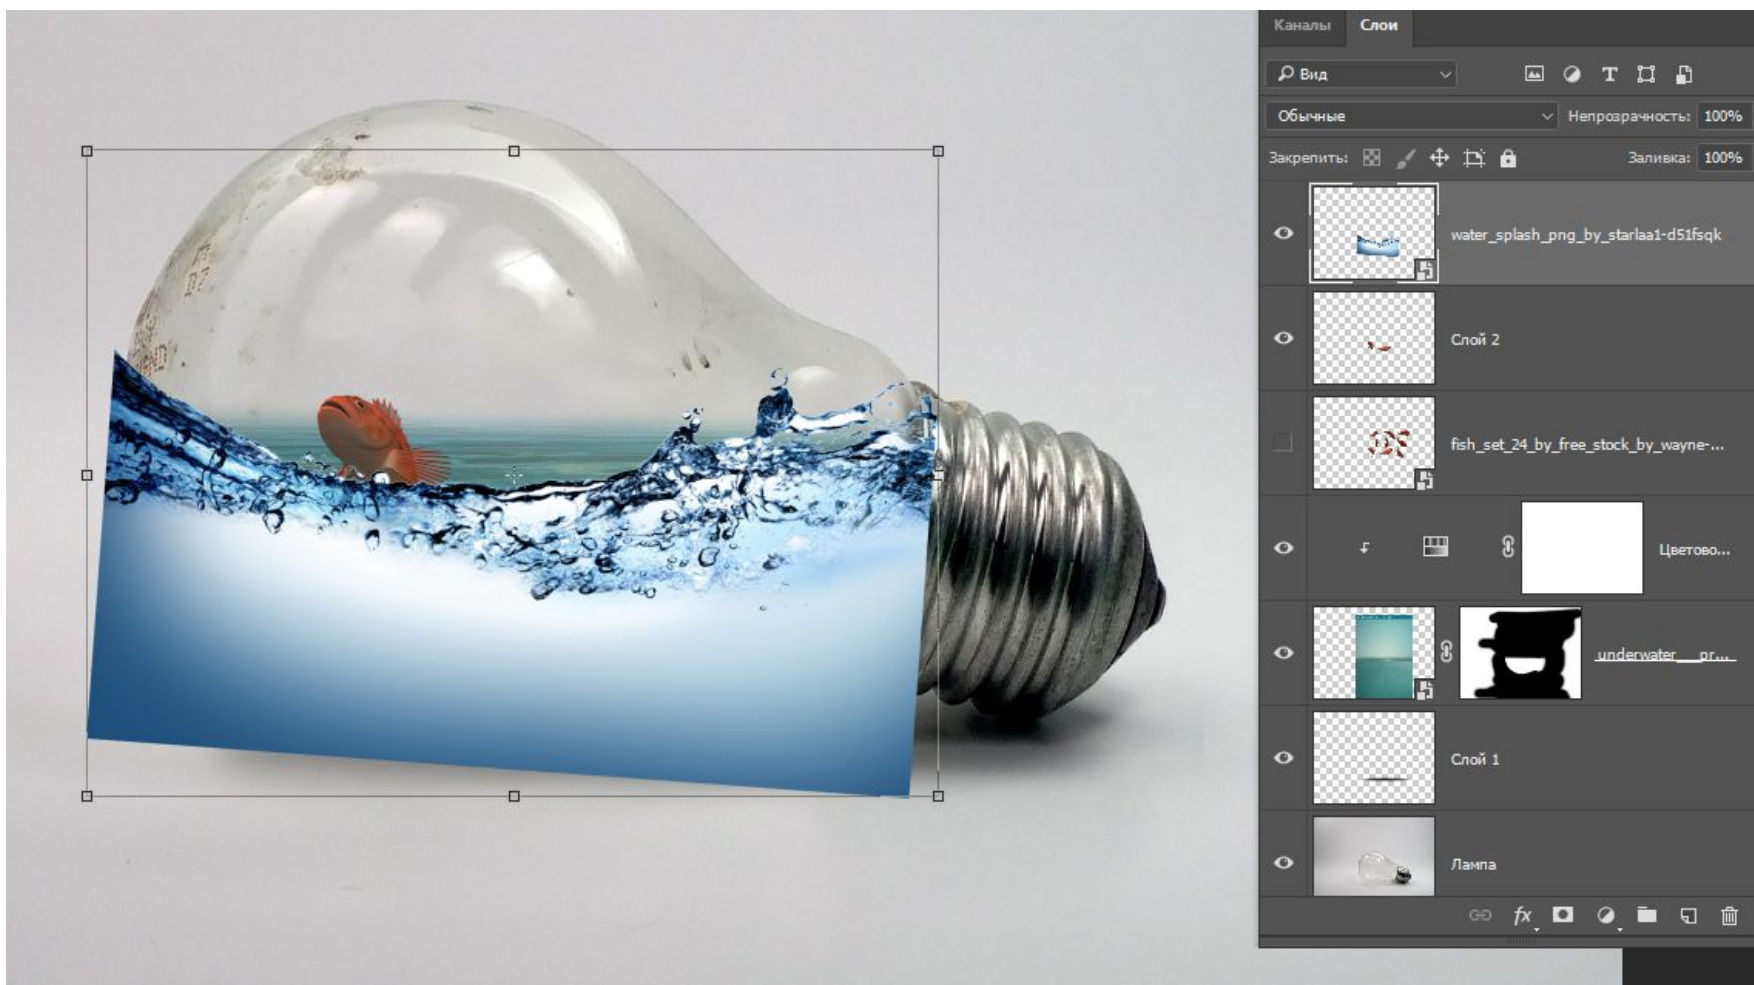 Каналы Слои
Вид
Обычные Непрозрачность: 100%
Закрепить: Заливка: 100%
water_splash_png_by_starlaa1-d51fsqk
Слой 2
fish_set_24_by_free_stock_by_wayne-...
Цветово...
underwater___pr...
Слой 1
Лампа
fx